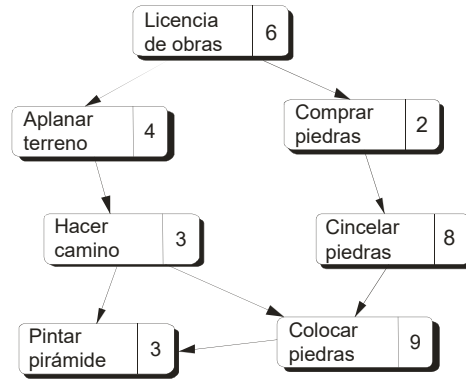 Licencia
de obras
6
Aplanar
terreno
4
Comprar
piedras
2
Hacer
camino
3
Cincelar
piedras
8
Pintar
pirámide
3
Colocar
piedras
9